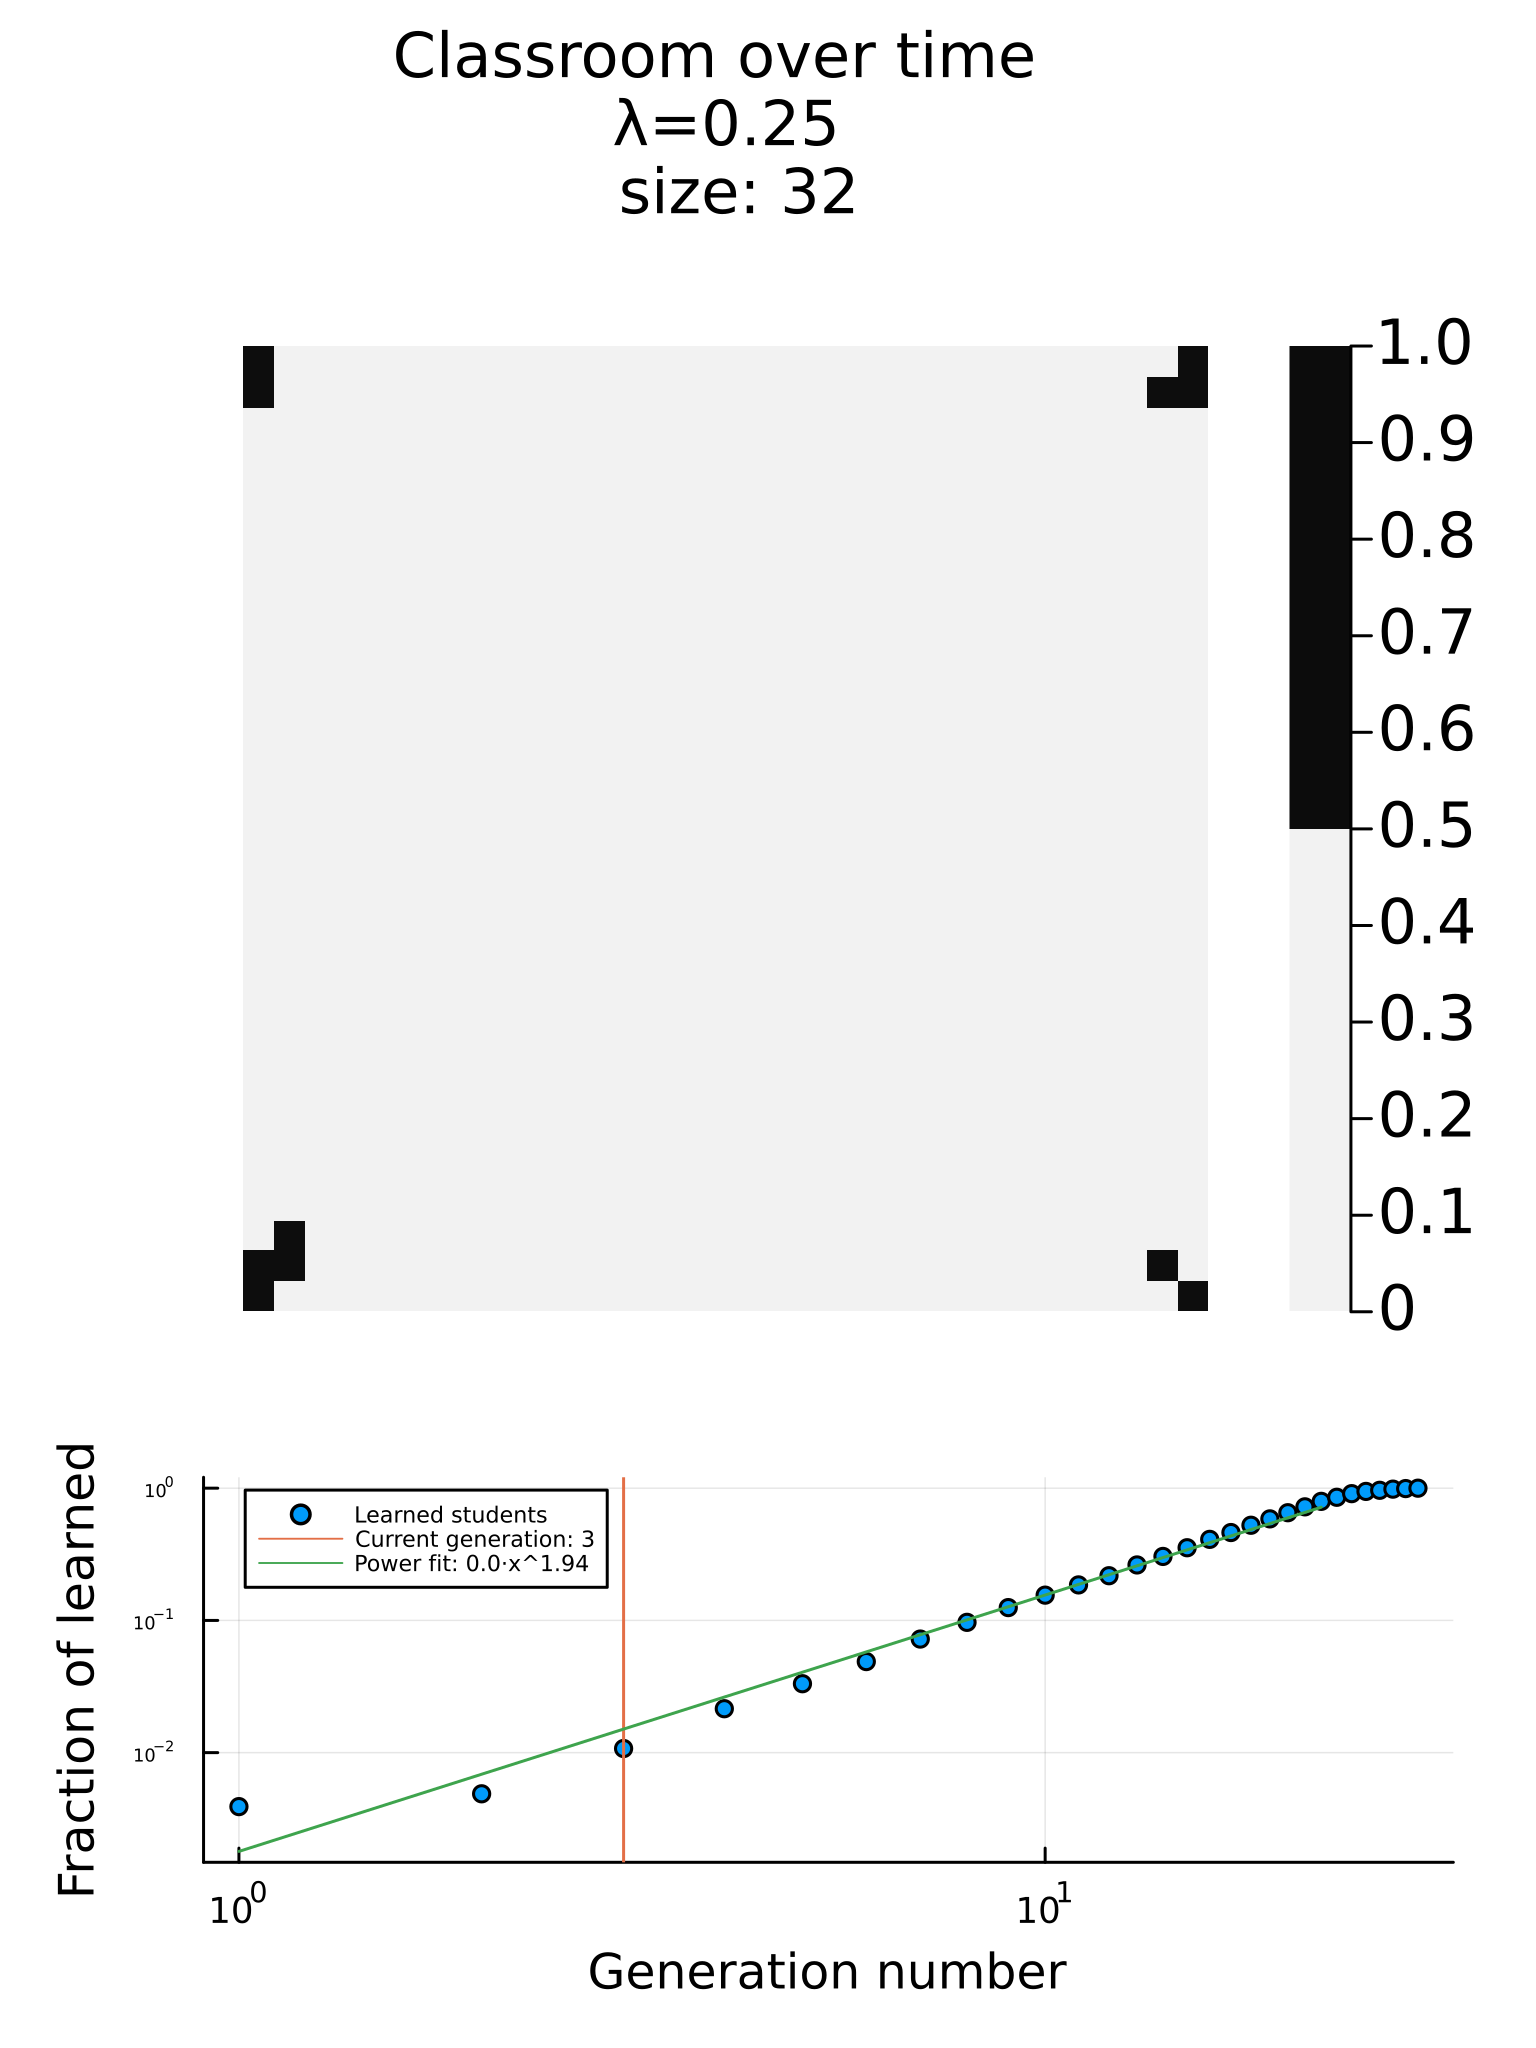 Classroom over time
λ=0.25
size: 32
1.0
0.9
0.8
0.7
0.6
0.5
0.4
0.3
0.2
0.1
0
Fraction of learned
10^0
10^-1
10^-2
Learned students
Current generation: 3
Power fit: 0.0·x^1.94
10^0
10^1
Generation number